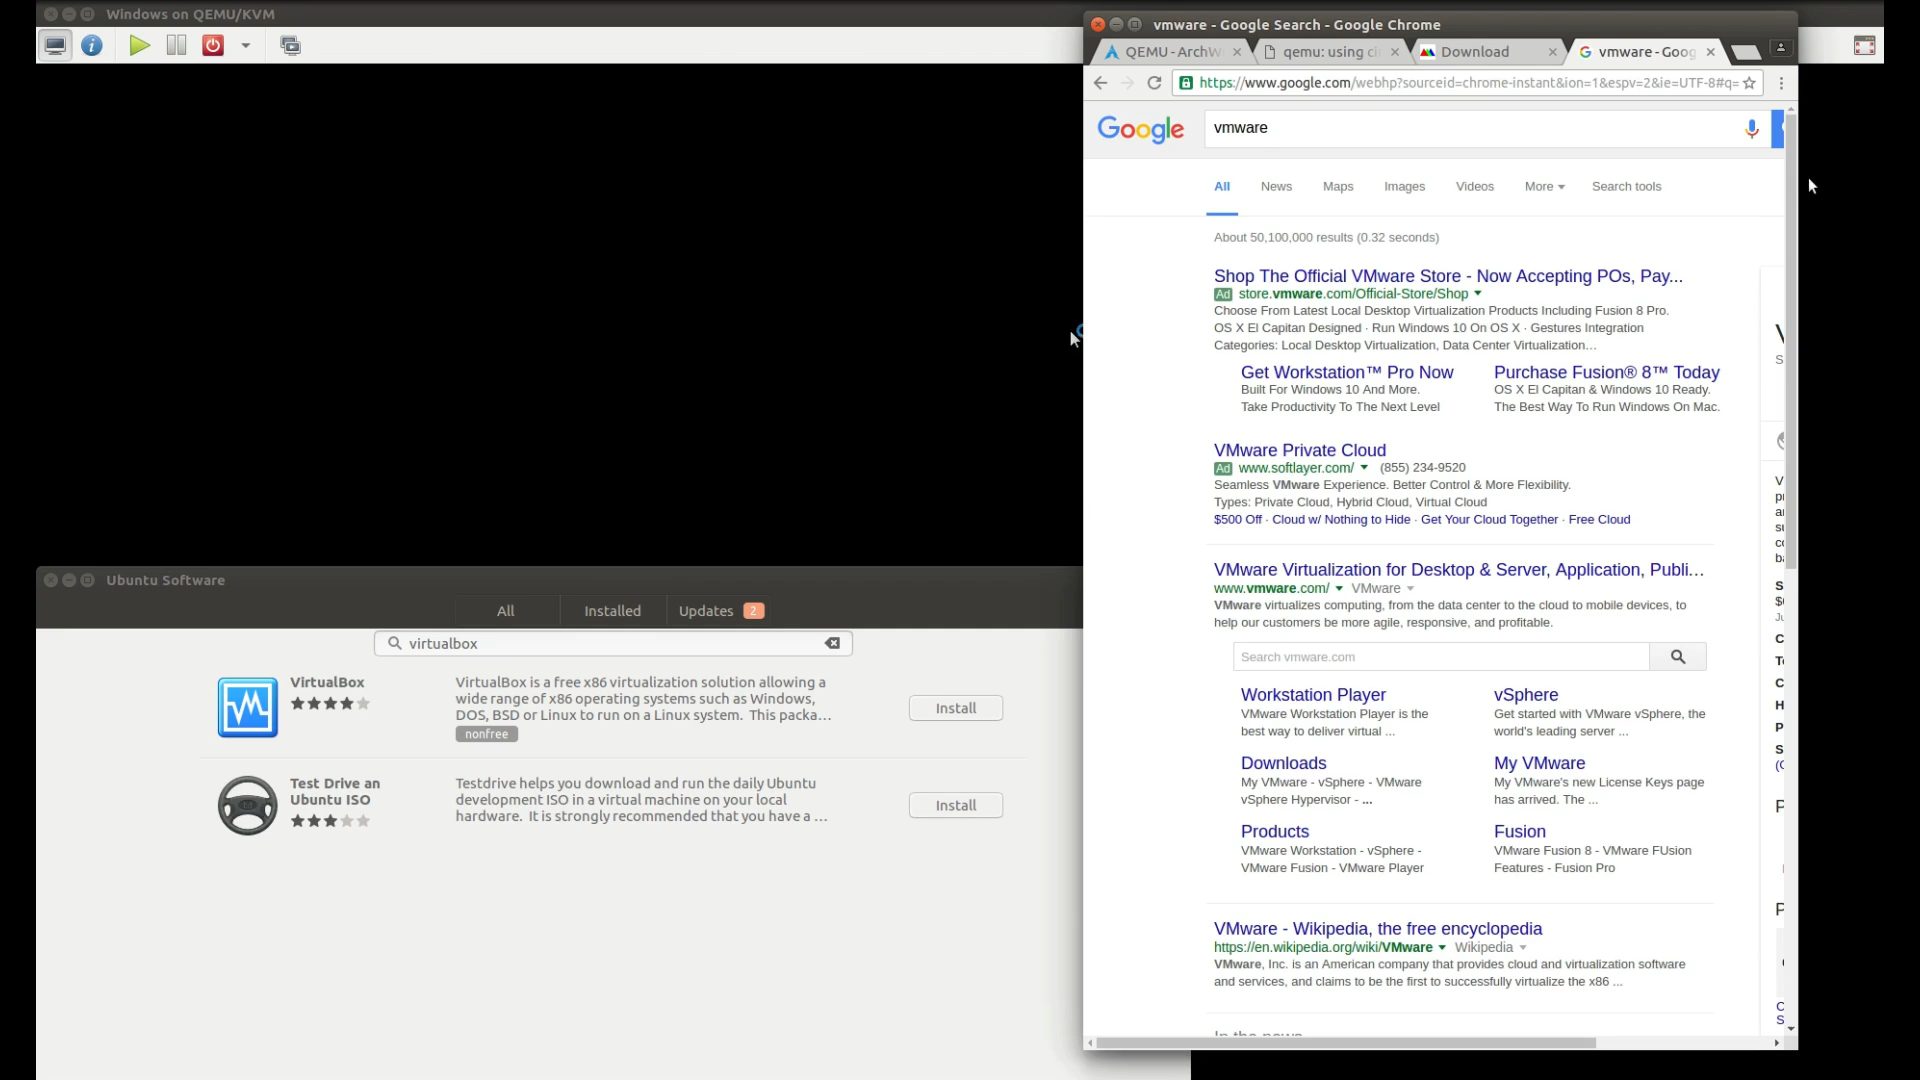 Windows on QEMU/KVM
vmware - Google Search - Google Chrome
QEMU - ArchW
qemu: using ci
Download
vmware - Goog
https://www.google.com/webhp?sourceid=chrome-instant&ion=1&espv=2&ie=UTF-8#q=
Google
vmware
All
News
Maps
Images
Videos
More
Search tools
About 50,100,000 results (0.32 seconds)
Shop The Official VMware Store - Now Accepting POs, Pay...
Ad store.vmware.com/Official-Store/Shop
Choose From Latest Local Desktop Virtualization Products Including Fusion 8 Pro.
OS X El Capitan Designed · Run Windows 10 On OS X · Gestures Integration
Categories: Local Desktop Virtualization, Data Center Virtualization…
Get Workstation™ Pro Now
Built For Windows 10 And More.
Take Productivity To The Next Level
Purchase Fusion® 8™ Today
OS X El Capitan & Windows 10 Ready.
The Best Way To Run Windows On Mac.
VMware Private Cloud
Ad www.softlayer.com/ (855) 234-9520
Seamless VMware Experience. Better Control & More Flexibility.
Types: Private Cloud, Hybrid Cloud, Virtual Cloud
$500 Off · Cloud w/ Nothing to Hide · Get Your Cloud Together · Free Cloud
VMware Virtualization for Desktop & Server, Application, Publi...
www.vmware.com/ VMware
VMware virtualizes computing, from the data center to the cloud to mobile devices, to
help our customers be more agile, responsive, and profitable.
Search vmware.com
Workstation Player
VMware Workstation Player is the
best way to deliver virtual ...
vSphere
Get started with VMware vSphere, the
world's leading server ...
Downloads
My VMware - vSphere - VMware
vSphere Hypervisor - ...
My VMware
My VMware's new License Keys page
has arrived. The ...
Products
VMware Workstation - vSphere -
VMware Fusion - VMware Player
Fusion
VMware Fusion 8 - VMware FUsion
Features - Fusion Pro
VMware - Wikipedia, the free encyclopedia
https://en.wikipedia.org/wiki/VMware Wikipedia
VMware, Inc. is an American company that provides cloud and virtualization software
and services, and claims to be the first to successfully virtualize the x86 ...
Ubuntu Software
All
Installed
Updates 2
virtualbox
VirtualBox
VirtualBox is a free x86 virtualization solution allowing a
wide range of x86 operating systems such as Windows,
DOS, BSD or Linux to run on a Linux system. This packa…
nonfree
Install
Test Drive an
Ubuntu ISO
Testdrive helps you download and run the daily Ubuntu
development ISO in a virtual machine on your local
hardware. It is strongly recommended that you have a …
Install